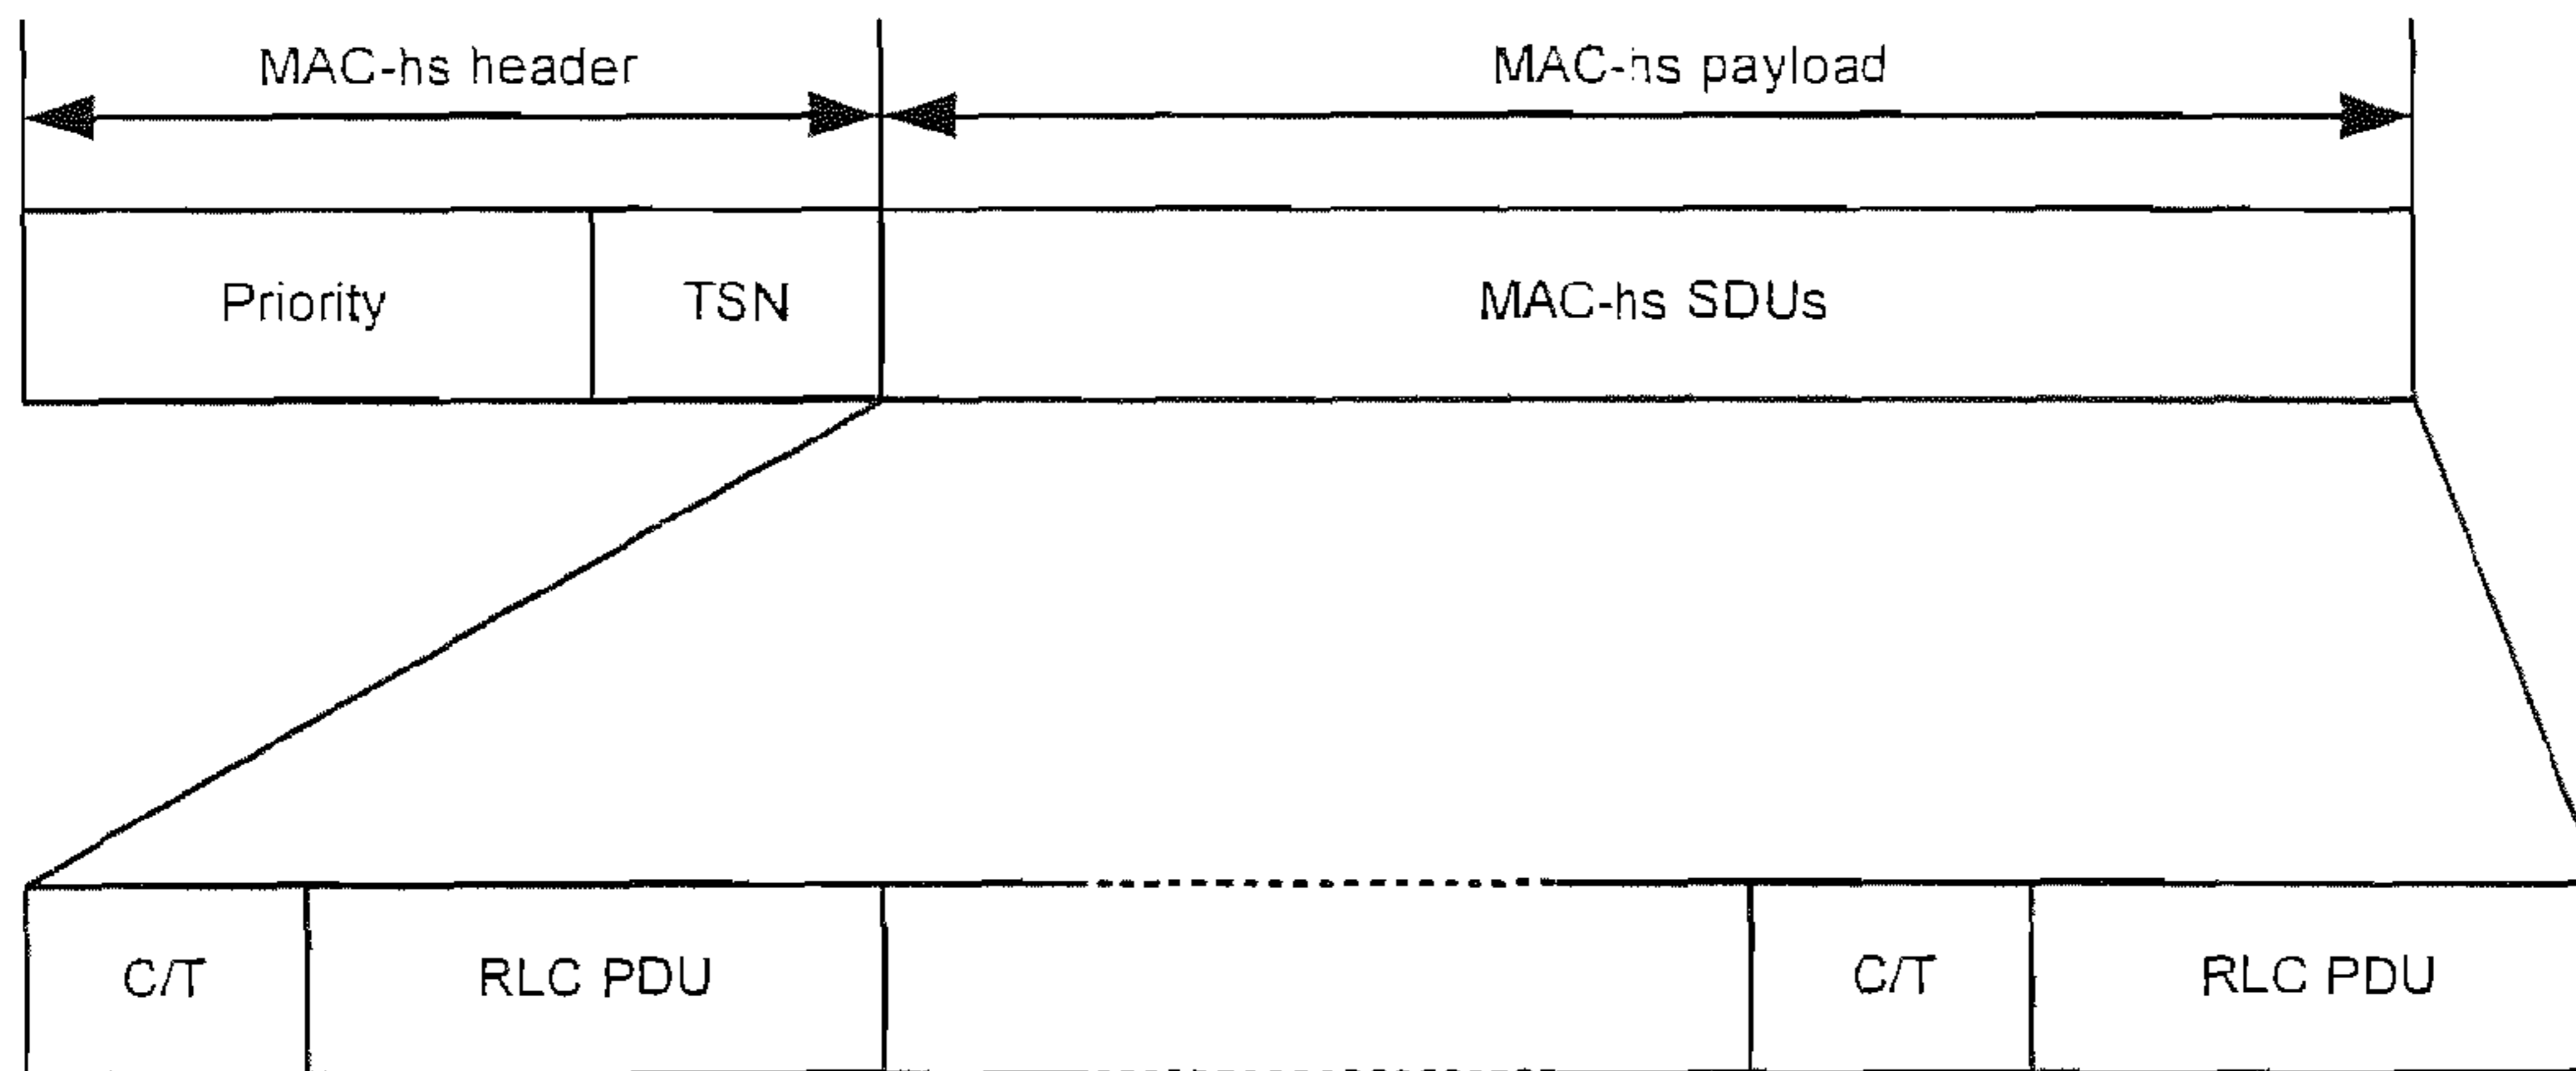 MAC-hs header
MAC-hs payload
Priority
TSN
MAC-hs SDUs
C/T
RLC PDU
C/T
RLC PDU